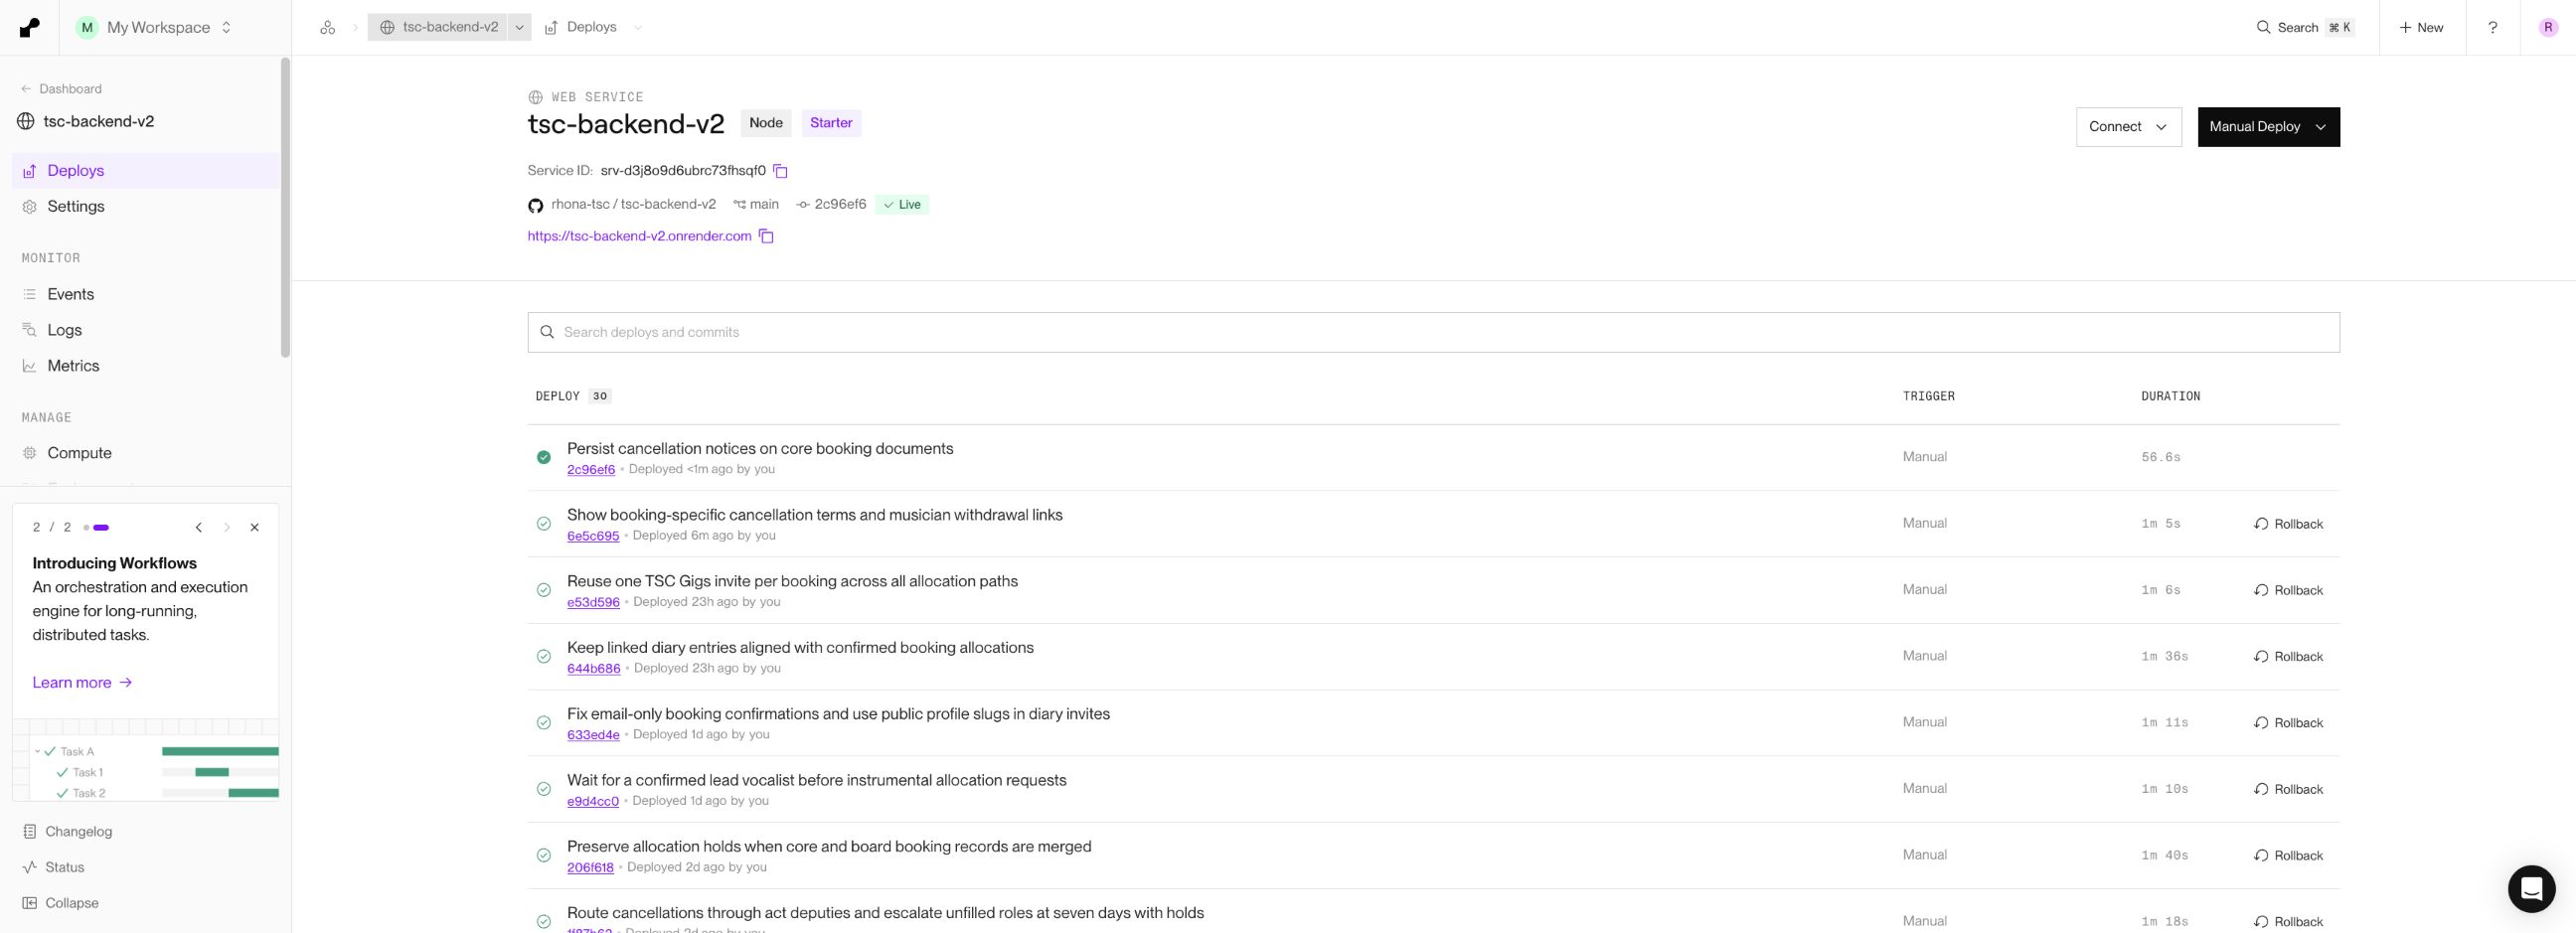 M My Workspace
tsc-backend-v2
Deploys
Search ⌘ K
+ New
?
R
← Dashboard
tsc-backend-v2
Deploys
Settings
MONITOR
Events
Logs
Metrics
MANAGE
Compute
2 / 2
Introducing Workflows
An orchestration and execution
engine for long-running,
distributed tasks.
Learn more →
Task A
Task 1
Task 2
Changelog
Status
Collapse
WEB SERVICE
tsc-backend-v2 Node Starter
Connect
Manual Deploy
Service ID: srv-d3j8o9d6ubrc73fhsqf0
rhona-tsc / tsc-backend-v2 main 2c96ef6 Live
https://tsc-backend-v2.onrender.com
Search deploys and commits
DEPLOY 30 TRIGGER DURATION
Persist cancellation notices on core booking documents
2c96ef6 • Deployed <1m ago by you
Manual 56.6s
Show booking-specific cancellation terms and musician withdrawal links
6e5c695 • Deployed 6m ago by you
Manual 1m 5s Rollback
Reuse one TSC Gigs invite per booking across all allocation paths
e53d596 • Deployed 23h ago by you
Manual 1m 6s Rollback
Keep linked diary entries aligned with confirmed booking allocations
644b686 • Deployed 23h ago by you
Manual 1m 36s Rollback
Fix email-only booking confirmations and use public profile slugs in diary invites
633ed4e • Deployed 1d ago by you
Manual 1m 11s Rollback
Wait for a confirmed lead vocalist before instrumental allocation requests
e9d4cc0 • Deployed 1d ago by you
Manual 1m 10s Rollback
Preserve allocation holds when core and board booking records are merged
206f618 • Deployed 2d ago by you
Manual 1m 40s Rollback
Route cancellations through act deputies and escalate unfilled roles at seven days with holds
Manual 1m 18s Rollback